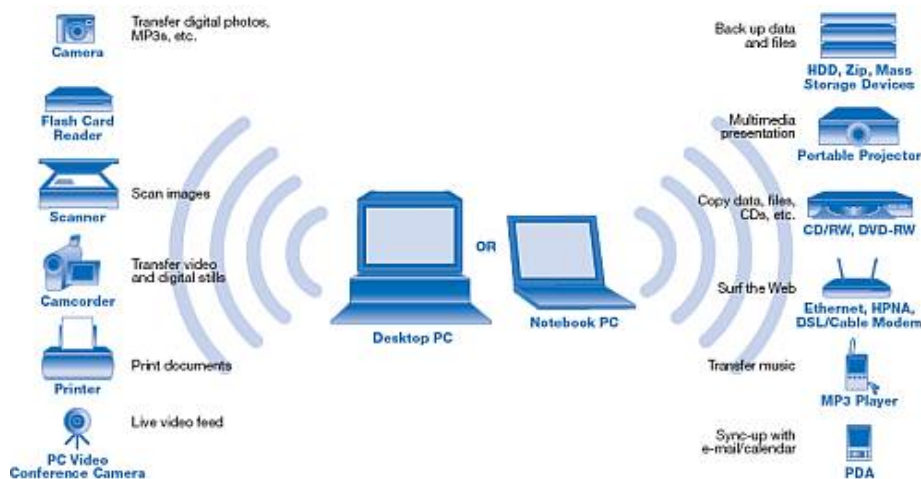 Transfer digital photos,
MP3s, etc.
Camera
Flash Card
Reader
Scan images
Scanner
Transfer video
and digital stills
Camcorder
Print documents
Printer
Live video feed
PC Video
Conference Camera
Desktop PC
OR
Notebook PC
Back up data
and files
HDD, Zip, Mass
Storage Devices
Multimedia
presentation
Portable Projector
Copy data, files,
CDs, etc.
CD/RW, DVD-RW
Surf the Web
Ethernet, HPNA,
DSL/Cable Modem
Transfer music
MP3 Player
Sync-up with
e-mail/calendar
PDA